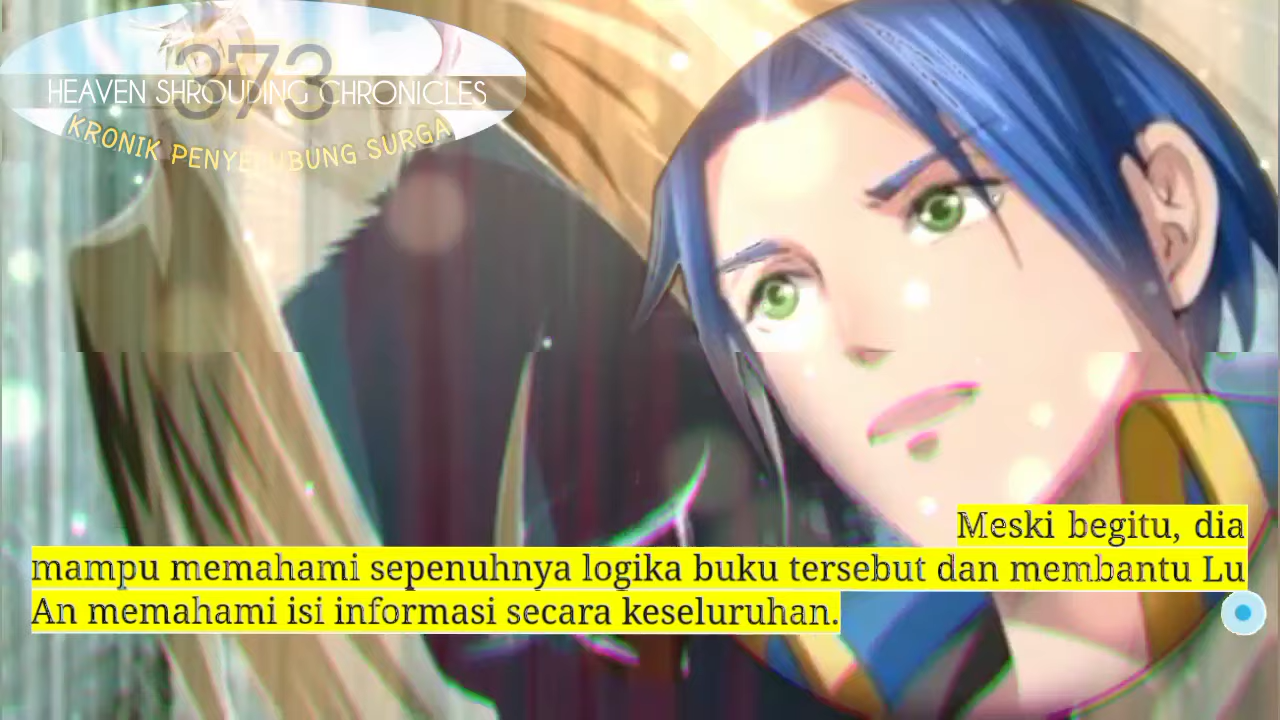 373
HEAVEN SHROUDING CHRONICLES
KRONIK PENYELUBUNG SURGA
Meski begitu, dia
mampu memahami sepenuhnya logika buku tersebut dan membantu Lu
An memahami isi informasi secara keseluruhan.